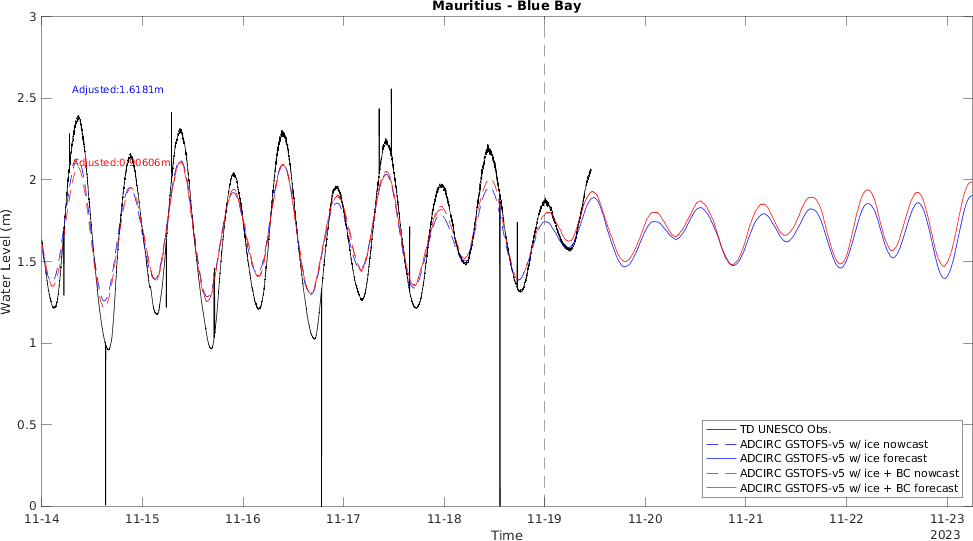 Mauritius - Blue Bay
Water Level (m)
3
2.5
2
1.5
1
0.5
0
Adjusted:1.6181m
Adjusted:0.90606m
TD UNESCO Obs.
ADCIRC GSTOFS-v5 w/ ice nowcast
ADCIRC GSTOFS-v5 w/ ice forecast
ADCIRC GSTOFS-v5 w/ ice + BC nowcast
ADCIRC GSTOFS-v5 w/ ice + BC forecast
11-14 11-15 11-16 11-17 11-18 11-19 11-20 11-21 11-22 11-23
Time 2023